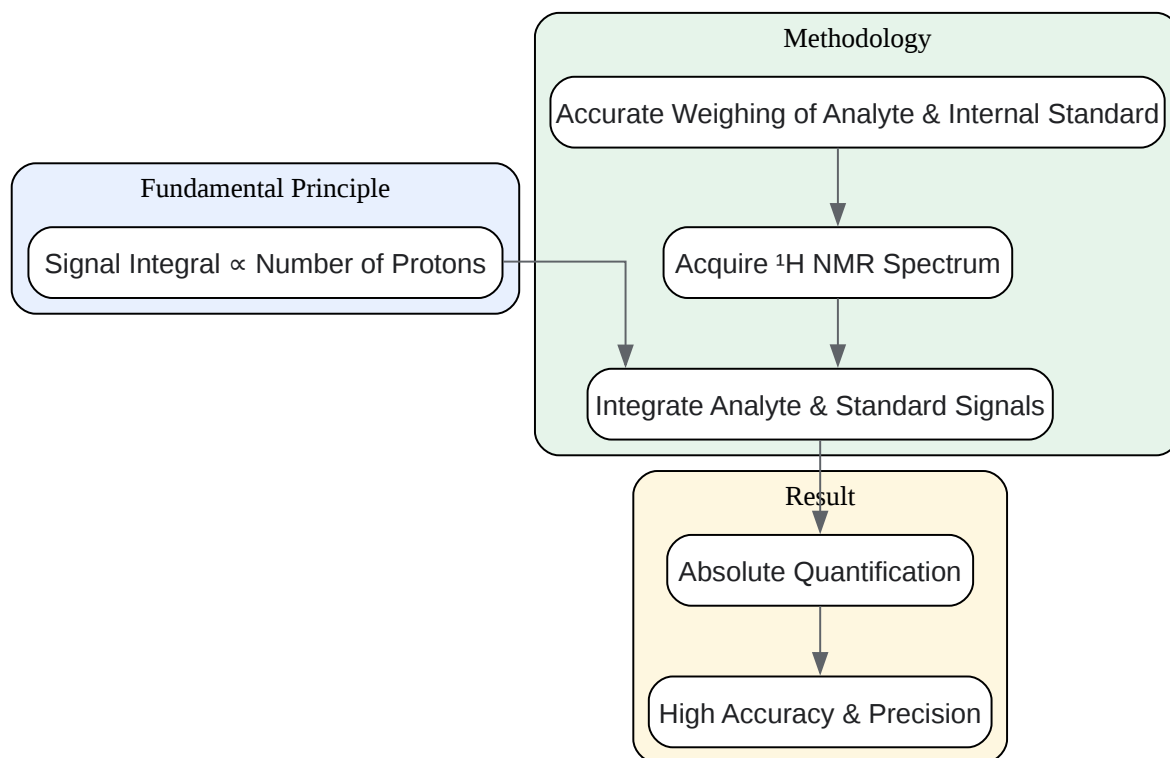 Methodology
Accurate Weighing of Analyte & Internal Standard
Fundamental Principle
Signal Integral ∝ Number of Protons
Acquire ¹H NMR Spectrum
Integrate Analyte & Standard Signals
Result
Absolute Quantification
High Accuracy & Precision